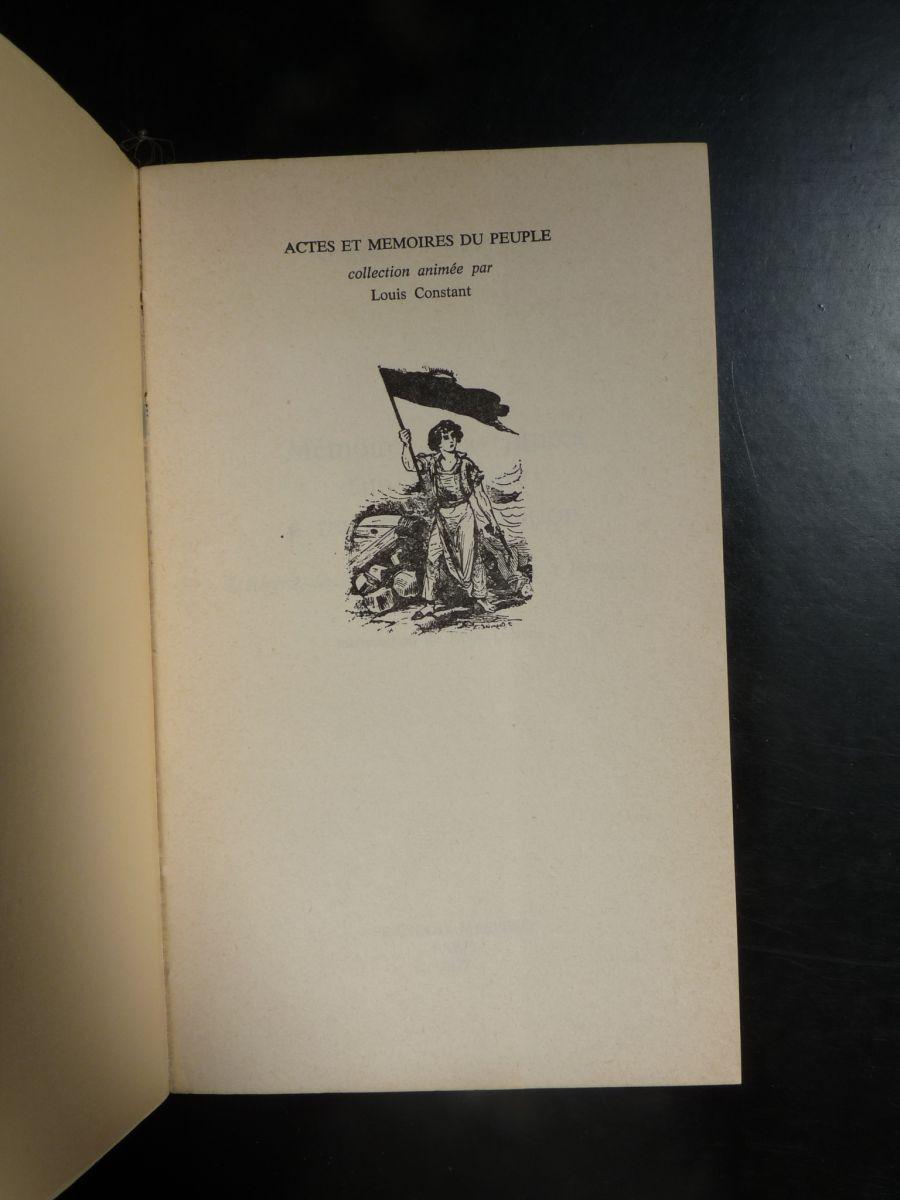 ACTES ET MEMOIRES DU PEUPLE
collection animée par
Louis Constant